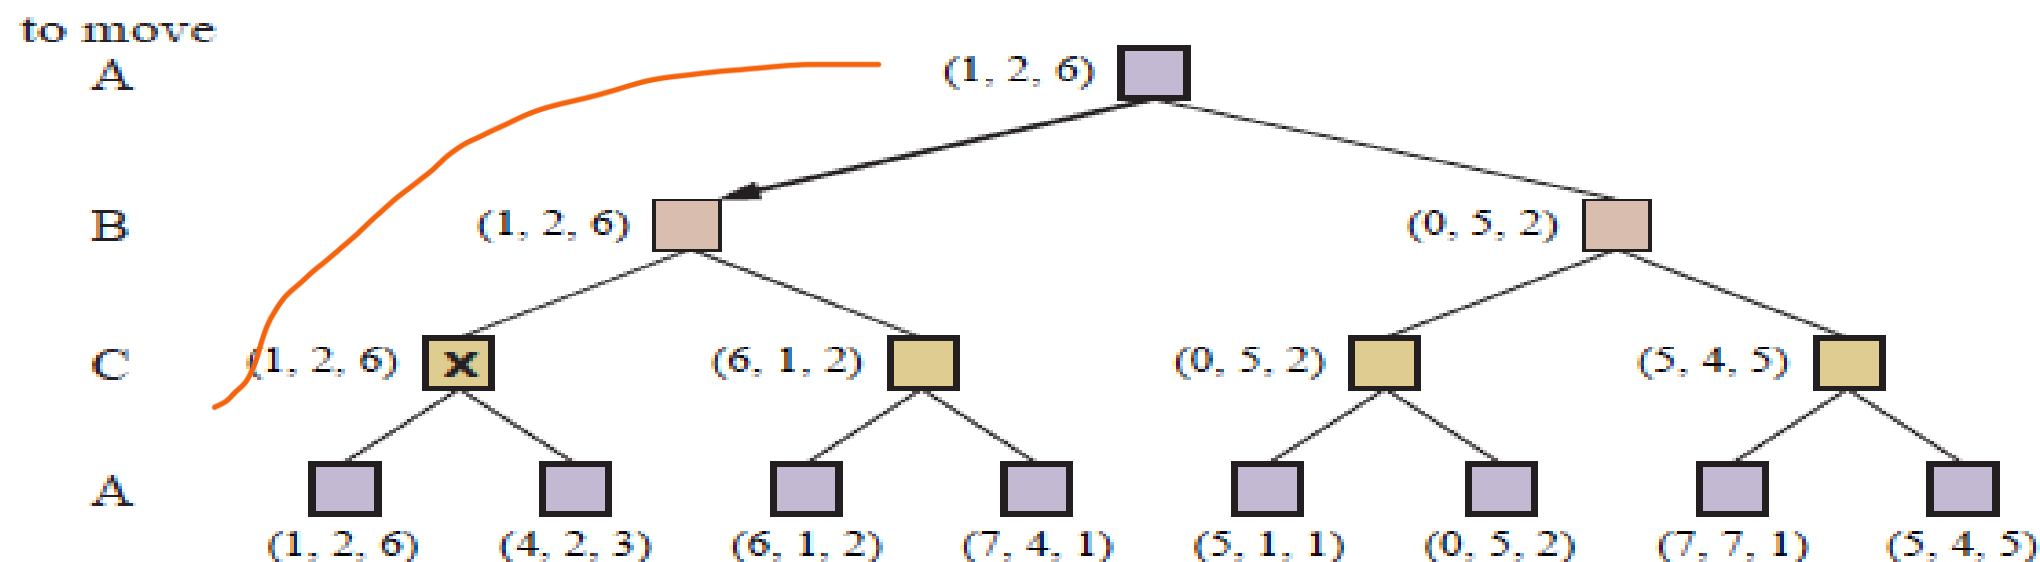 to move
A (1, 2, 6)
B (1, 2, 6) (0, 5, 2)
C (1, 2, 6) X (6, 1, 2) (0, 5, 2) (5, 4, 5)
A
(1, 2, 6) (4, 2, 3) (6, 1, 2) (7, 4, 1) (5, 1, 1) (0, 5, 2) (7, 7, 1) (5, 4, 5)